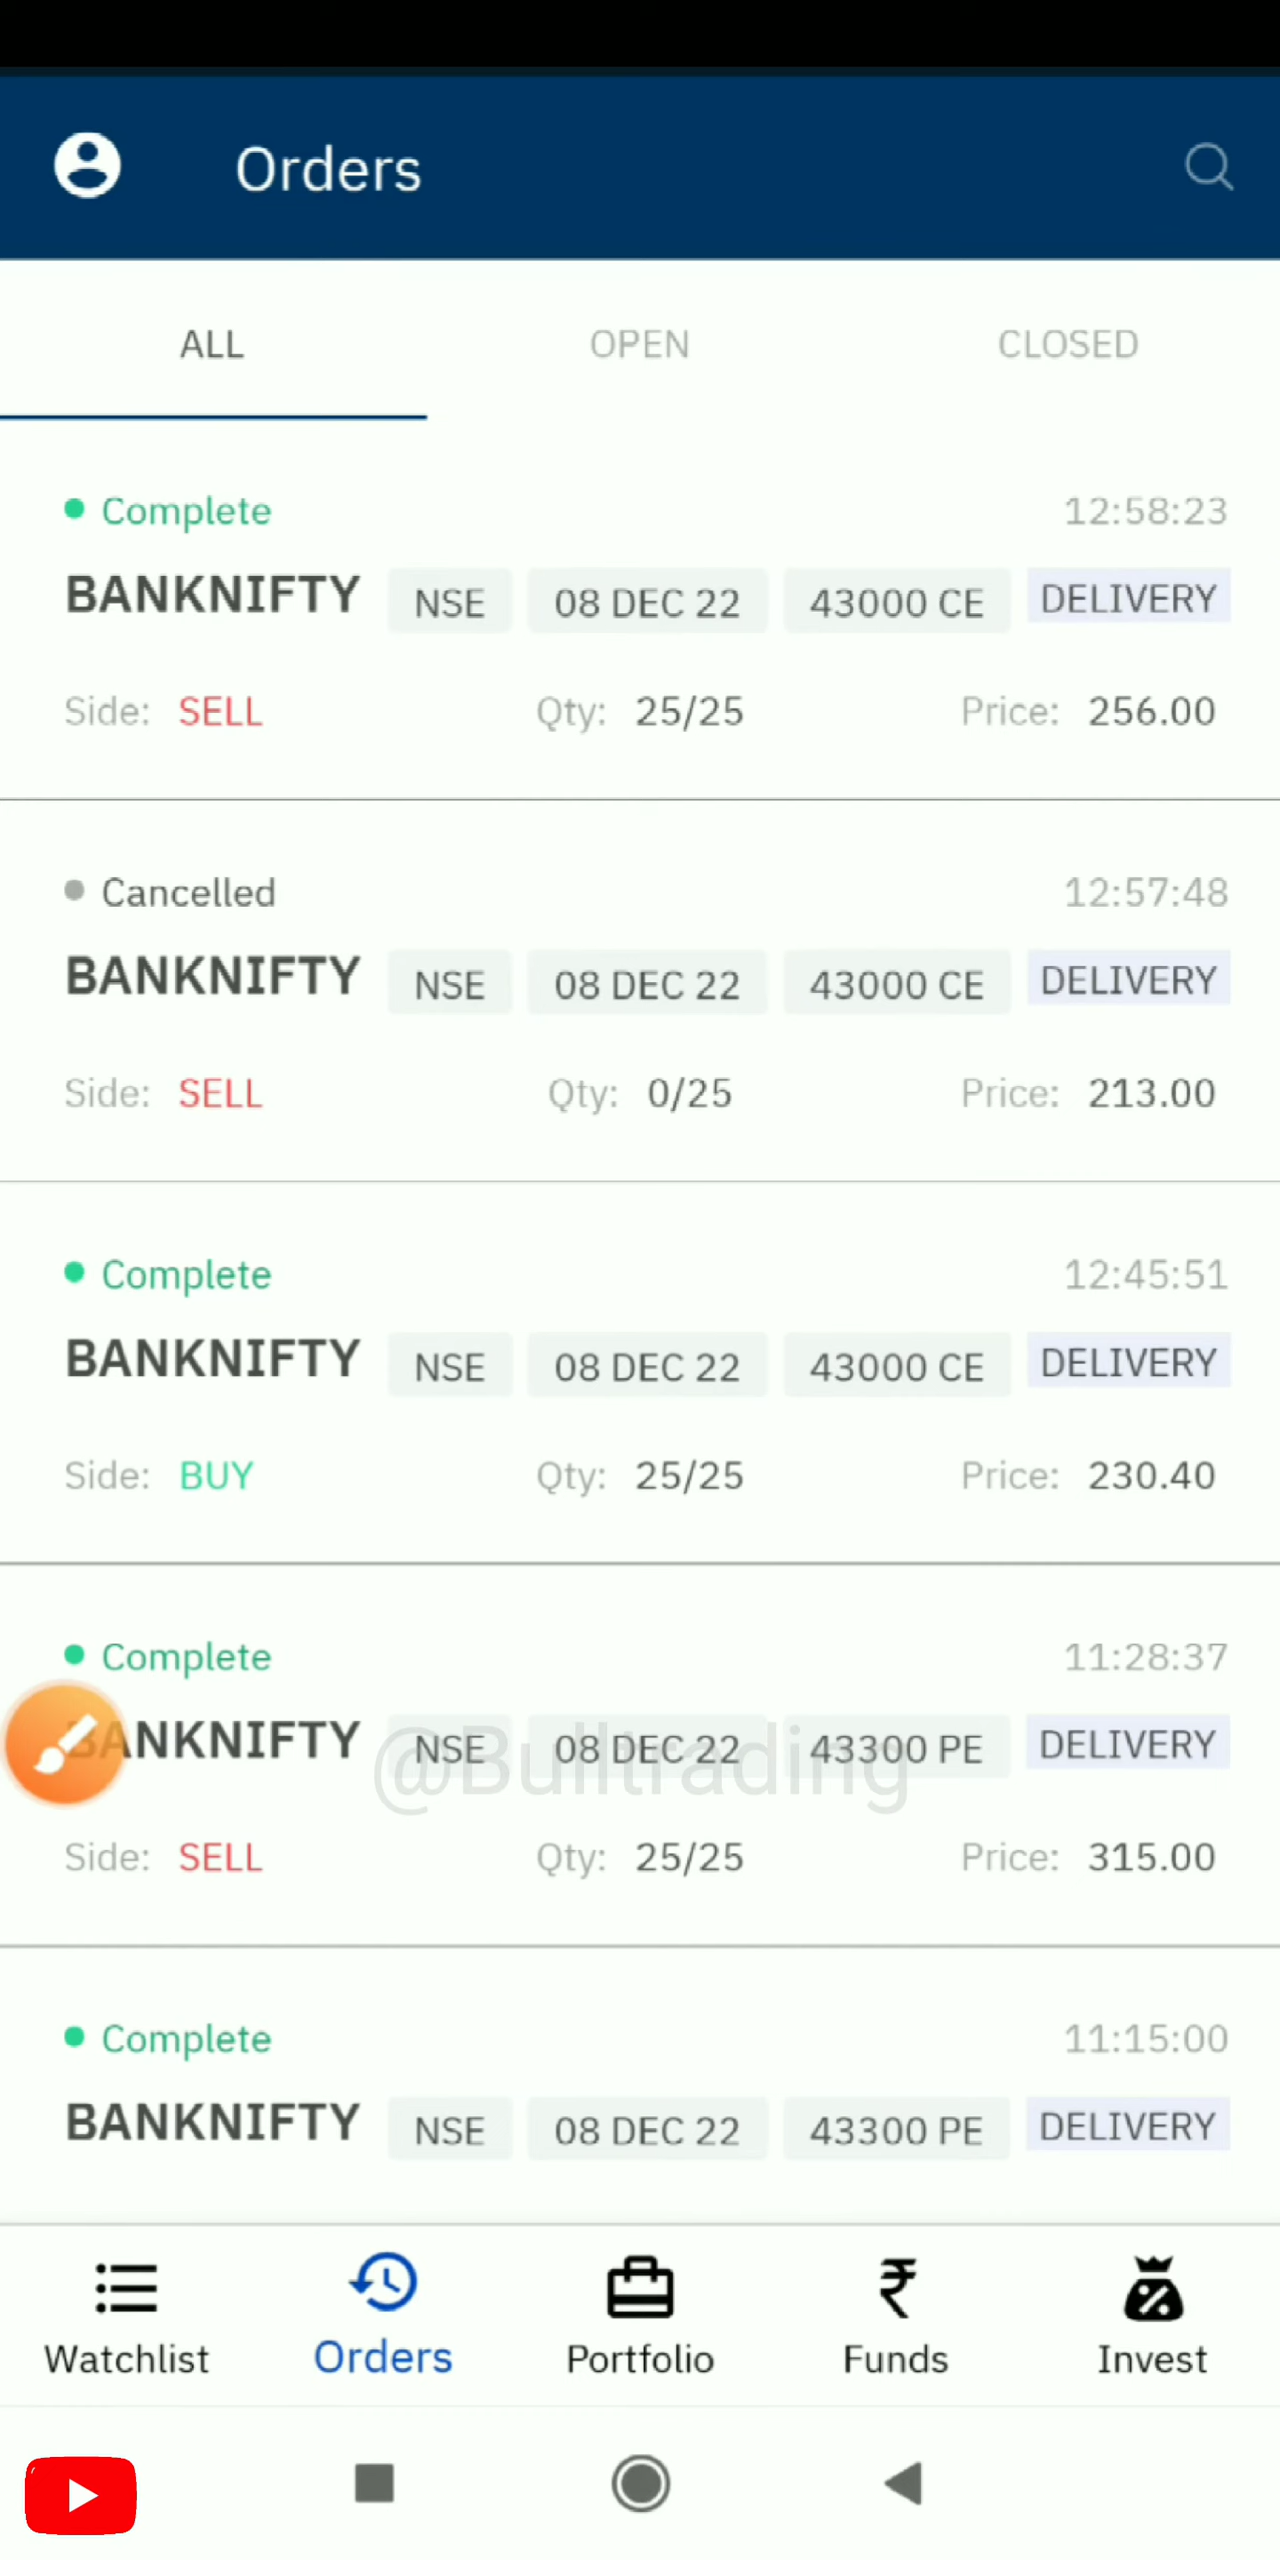 Orders
ALL OPEN CLOSED
Complete 12:58:23
BANKNIFTY NSE 08 DEC 22 43000 CE DELIVERY
Side: SELL Qty: 25/25 Price: 256.00
Cancelled 12:57:48
BANKNIFTY NSE 08 DEC 22 43000 CE DELIVERY
Side: SELL Qty: 0/25 Price: 213.00
Complete 12:45:51
BANKNIFTY NSE 08 DEC 22 43000 CE DELIVERY
Side: BUY Qty: 25/25 Price: 230.40
Complete 11:28:37
BANKNIFTY NSE 08 DEC 22 43300 PE DELIVERY
@Bulltrading
Side: SELL Qty: 25/25 Price: 315.00
Complete 11:15:00
BANKNIFTY NSE 08 DEC 22 43300 PE DELIVERY
Watchlist Orders Portfolio Funds Invest